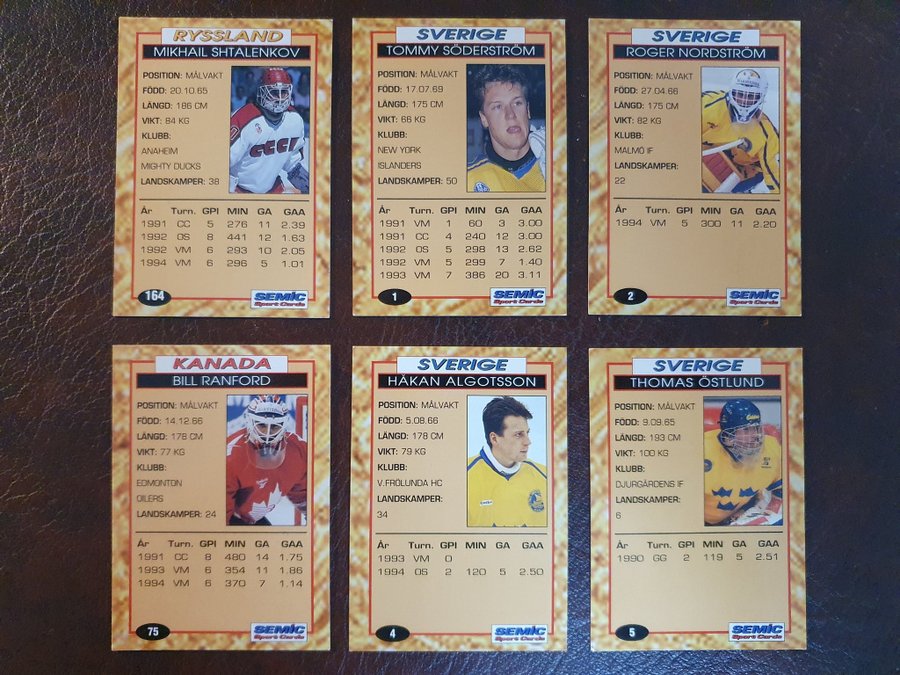 RYSSLAND
MIKHAIL SHTALENKOV
POSITION: MÅLVAKT
FÖDD: 20.10.65
LÄNGD: 186 CM
VIKT: 84 KG
KLUBB:
ANAHEIM
MIGHTY DUCKS
LANDSKAMPER: 38
År Turn. GPI MIN GA GAA
1991 CC 5 276 11 2.39
1992 OS 8 441 12 1.63
1992 VM 6 293 10 2.05
1994 VM 6 296 5 1.01
164
SEMIC
Sport Cards
SVERIGE
TOMMY SÖDERSTRÖM
POSITION: MÅLVAKT
FÖDD: 17.07.69
LÄNGD: 175 CM
VIKT: 66 KG
KLUBB:
NEW YORK
ISLANDERS
LANDSKAMPER: 50
År Turn. GPI MIN GA GAA
1991 VM 1 60 3 3.00
1991 CC 4 240 12 3.00
1992 OS 5 298 13 2.62
1992 VM 5 299 7 1.40
1993 VM 7 386 20 3.11
1
SEMIC
Sport Cards
SVERIGE
ROGER NORDSTRÖM
POSITION: MÅLVAKT
FÖDD: 27.04.66
LÄNGD: 175 CM
VIKT: 82 KG
KLUBB:
MALMÖ IF
LANDSKAMPER:
22
År Turn. GPI MIN GA GAA
1994 VM 5 300 11 2.20
2
SEMIC
Sport Cards
KANADA
BILL RANFORD
POSITION: MÅLVAKT
FÖDD: 14.12.66
LÄNGD: 178 CM
VIKT: 77 KG
KLUBB:
EDMONTON
OILERS
LANDSKAMPER: 24
År Turn. GPI MIN GA GAA
1991 CC 8 480 14 1.75
1993 VM 6 354 11 1.86
1994 VM 6 370 7 1.14
75
SEMIC
Sport Cards
SVERIGE
HÅKAN ALGOTSSON
POSITION: MÅLVAKT
FÖDD: 5.08.66
LÄNGD: 178 CM
VIKT: 79 KG
KLUBB:
V.FRÖLUNDA HC
LANDSKAMPER:
34
År Turn. GPI MIN GA GAA
1993 VM 0
1994 OS 2 120 5 2.50
4
SEMIC
Sport Cards
SVERIGE
THOMAS ÖSTLUND
POSITION: MÅLVAKT
FÖDD: 9.09.65
LÄNGD: 193 CM
VIKT: 100 KG
KLUBB:
DJURGÅRDENS IF
LANDSKAMPER:
6
År Turn. GPI MIN GA GAA
1990 GG 2 119 5 2.51
5
SEMIC
Sport Cards